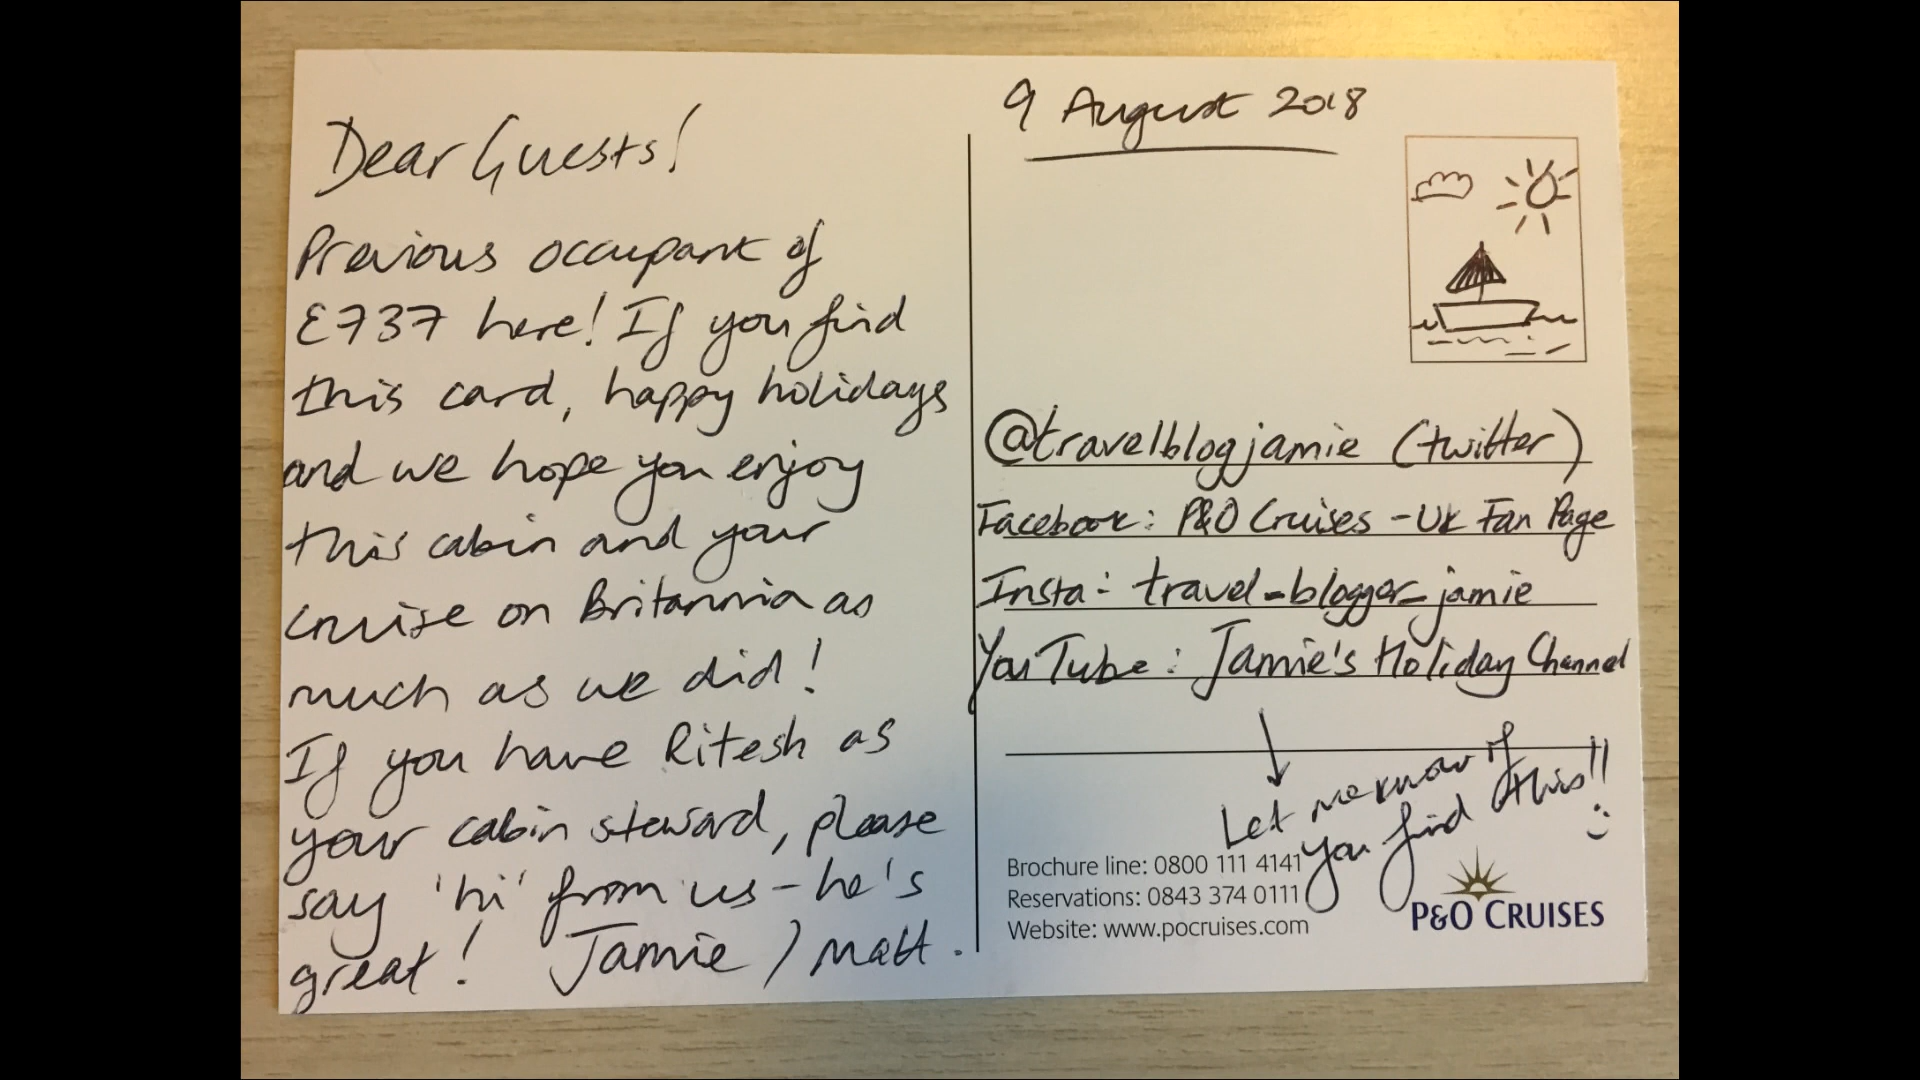 Dear Guests!
Previous occupant of
E737 here! If you find
this card, happy holidays
and we hope you enjoy
this cabin and your
cruise on Britannia as
much as we did!
If you have Ritesh as
your cabin steward, please
say 'hi' from us - he's
great! Jamie / Matt.
9 August 2018
@travelblogjamie (twitter)
Facebook: P&O Cruises - UK Fan Page
Insta: travel-blogger-jamie
YouTube: Jamie's Holiday Channel
Let me know if
you find this!!
Brochure line: 0800 111 4141
Reservations: 0843 374 0111
Website: www.pocruises.com
P&O CRUISES